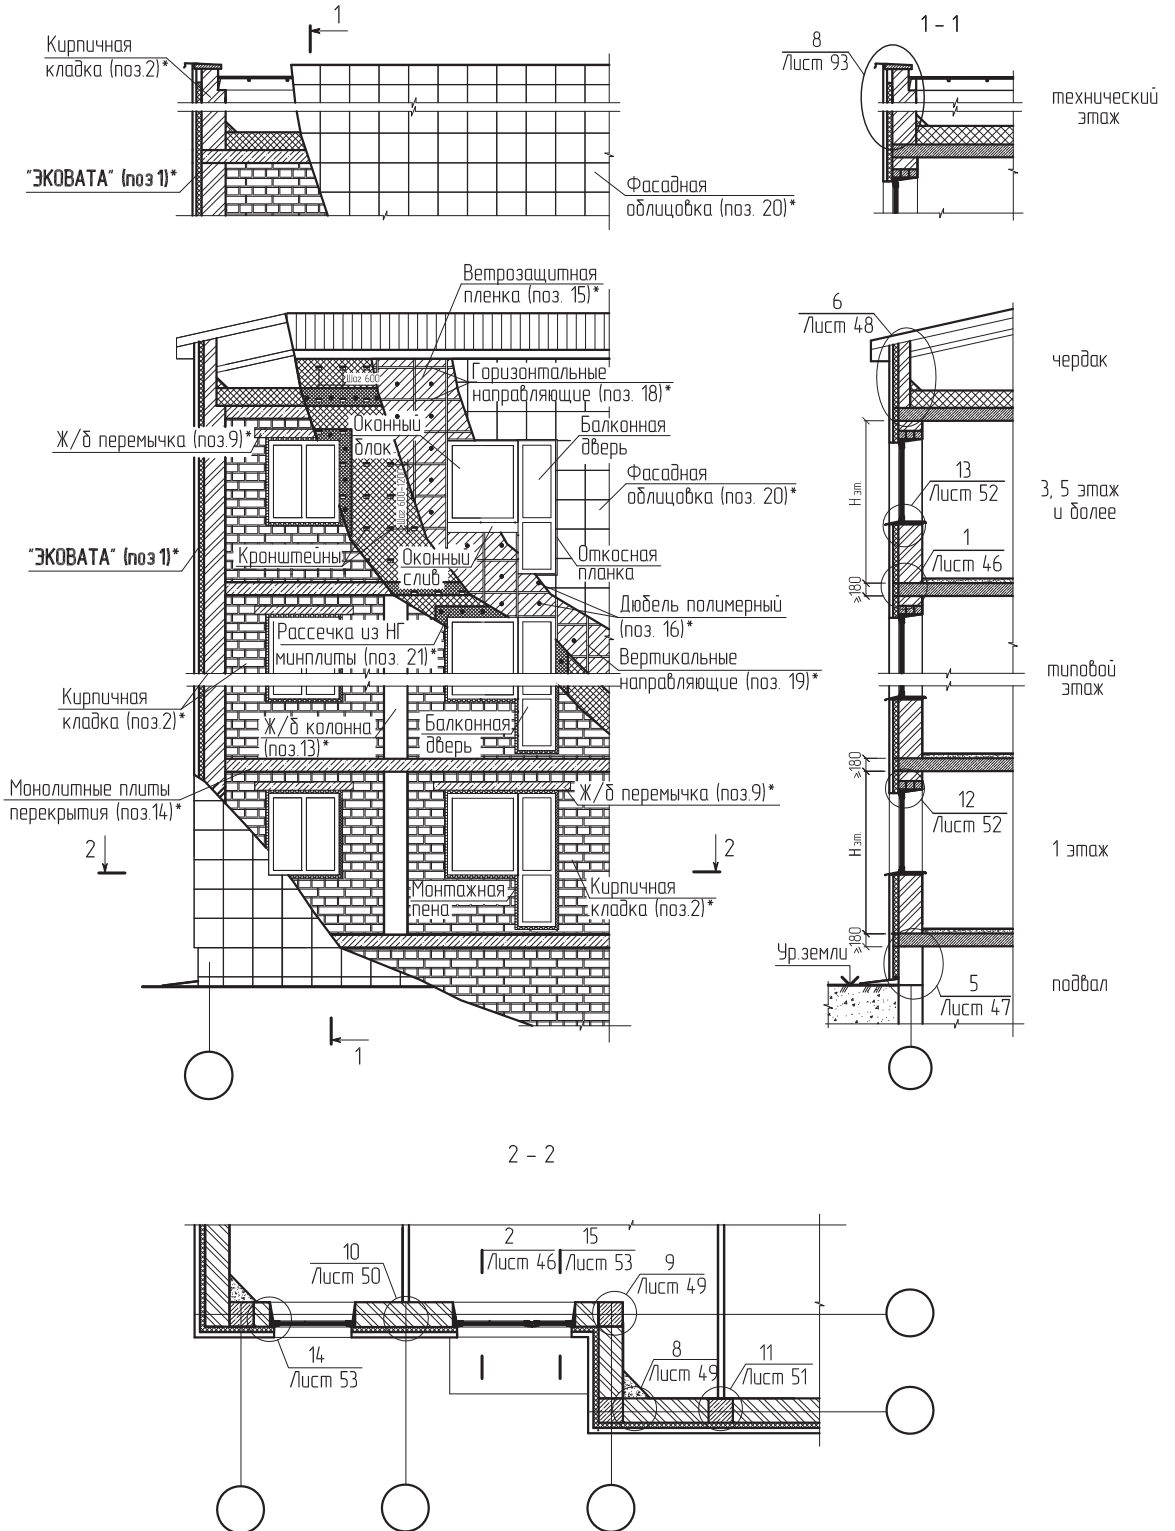 1
Кирпичная
кладка (поз.2)*
"ЭКОВАТА" (поз 1)*
Фасадная
облицовка (поз. 20)*
1 - 1
8
Лист 93
технический
этаж
Ветрозащитная
пленка (поз. 15)*
Шаг 600
Горизонтальные
направляющие (поз. 18)*
Ж/б перемычка (поз.9)*
Оконный
блок
Балконная
дверь
Фасадная
облицовка (поз. 20)*
Шаг 600-1200
"ЭКОВАТА" (поз 1)*
Кронштейны
Оконный
слив
Откосная
планка
Дюбель полимерный
(поз. 16)*
Рассечка из НГ
минплиты (поз. 21)*
Вертикальные
направляющие (поз. 19)*
Кирпичная
кладка (поз.2)*
Ж/б колонна
(поз.13)*
Балконная
дверь
Монолитные плиты
перекрытия (поз.14)*
Ж/б перемычка (поз.9)*
2
2
Монтажная
пена
Кирпичная
кладка (поз.2)*
1
6
Лист 48
чердак
Н эт.
13
Лист 52
3, 5 этаж
и более
1
Лист 46
≥180
типовой
этаж
≥180
12
Лист 52
Н эт.
1 этаж
≥180
Ур.земли
5
Лист 47
подвал
2 - 2
10
Лист 50
2
Лист 46
15
Лист 53
9
Лист 49
14
Лист 53
8
Лист 49
11
Лист 51